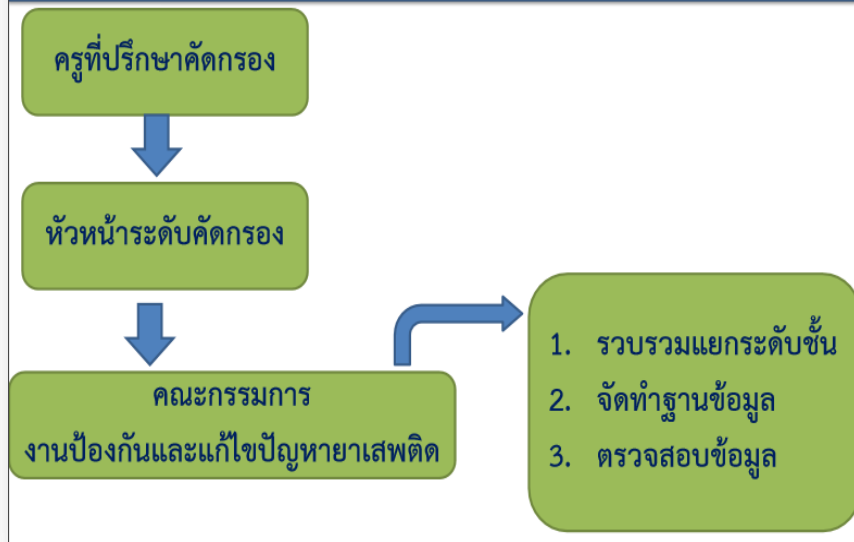 ครูที่ปรึกษาคัดกรอง
หัวหน้าระดับคัดกรอง
คณะกรรมการ
งานป้องกันและแก้ไขปัญหายาเสพติด
1. รวบรวมแยกระดับชั้น
2. จัดทำฐานข้อมูล
3. ตรวจสอบข้อมูล